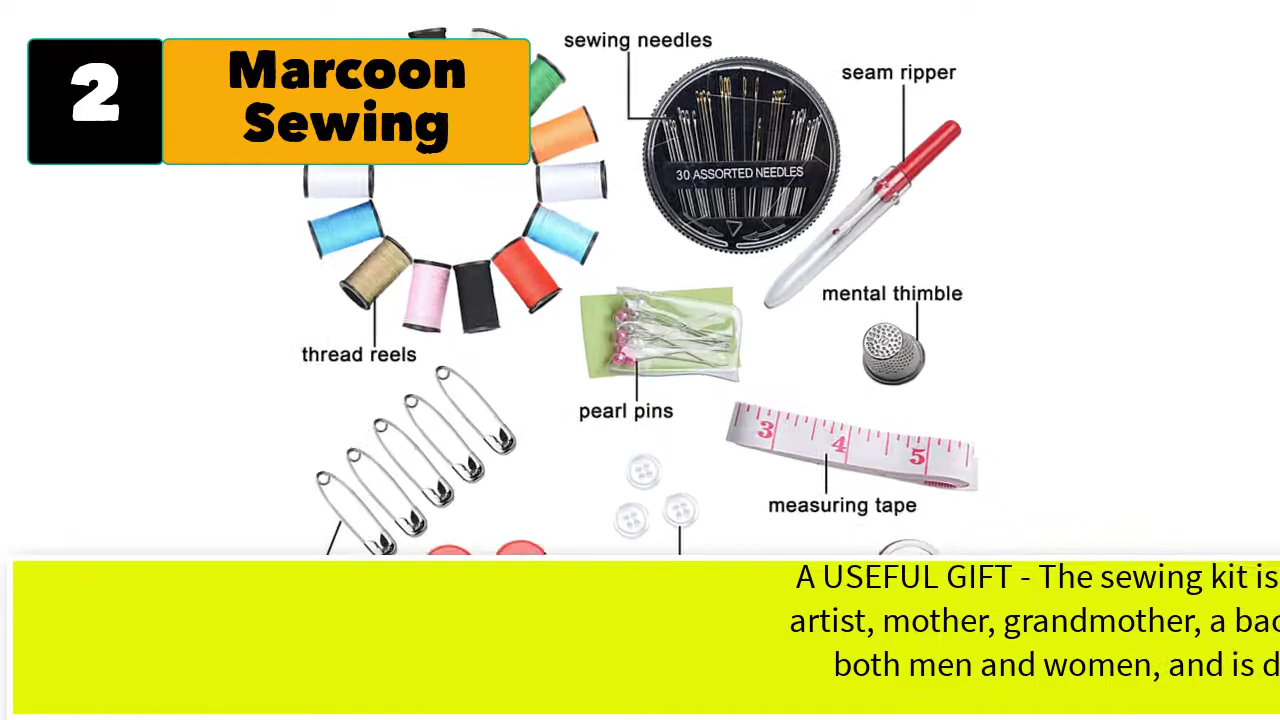 2
Marcoon
Sewing
sewing needles
seam ripper
30 ASSORTED NEEDLES
mental thimble
thread reels
pearl pins
3 4 5
measuring tape
A USEFUL GIFT - The sewing kit is
artist, mother, grandmother, a bac
both men and women, and is d